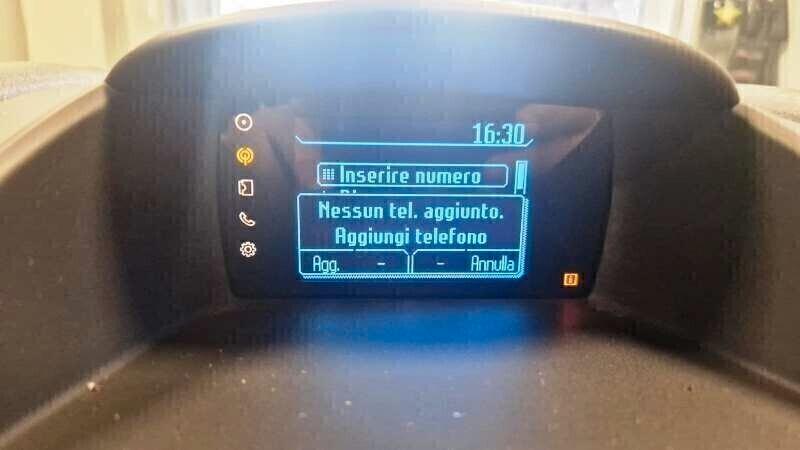 16:30
Inserire numero
Nessun tel. aggiunto.
Aggiungi telefono
Agg. - - Annulla